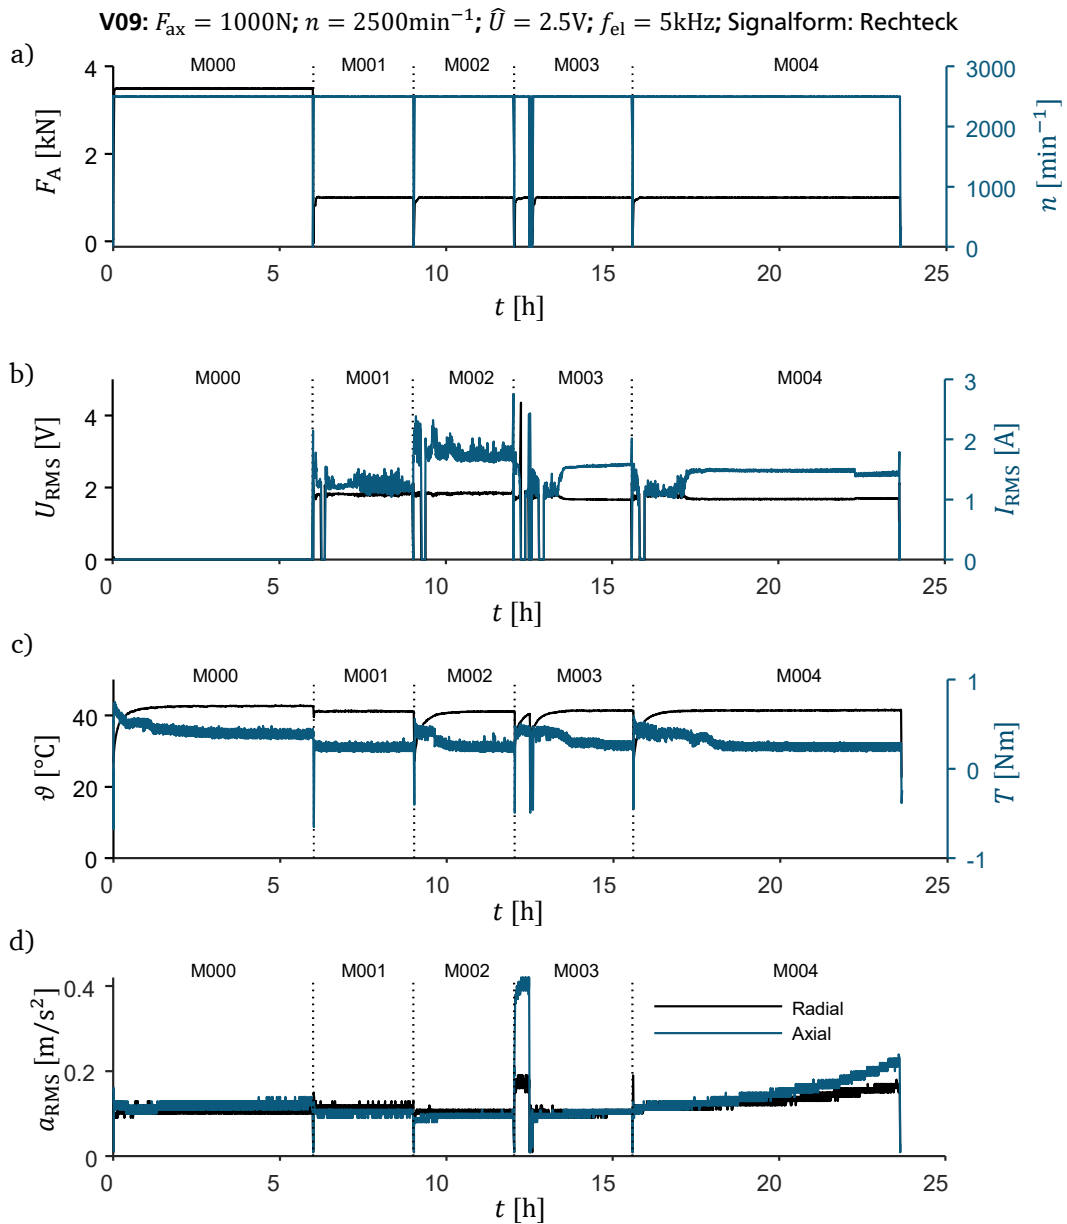 V09: F_ax = 1000N; n = 2500min⁻¹; Û = 2.5V; f_el = 5kHz; Signalform: Rechteck
a)
M000 M001 M002 M003 M004
4
2
0
F_A [kN]
3000
2000
1000
0
n [min⁻¹]
0 5 10 15 20 25
t [h]
b)
M000 M001 M002 M003 M004
4
2
0
U_RMS [V]
3
2
1
0
I_RMS [A]
0 5 10 15 20 25
t [h]
c)
M000 M001 M002 M003 M004
40
20
0
ϑ [°C]
1
0
-1
T [Nm]
0 5 10 15 20 25
t [h]
d)
M000 M001 M002 M003 M004
0.4
0.2
0
a_RMS [m/s²]
Radial
Axial
0 5 10 15 20 25
t [h]